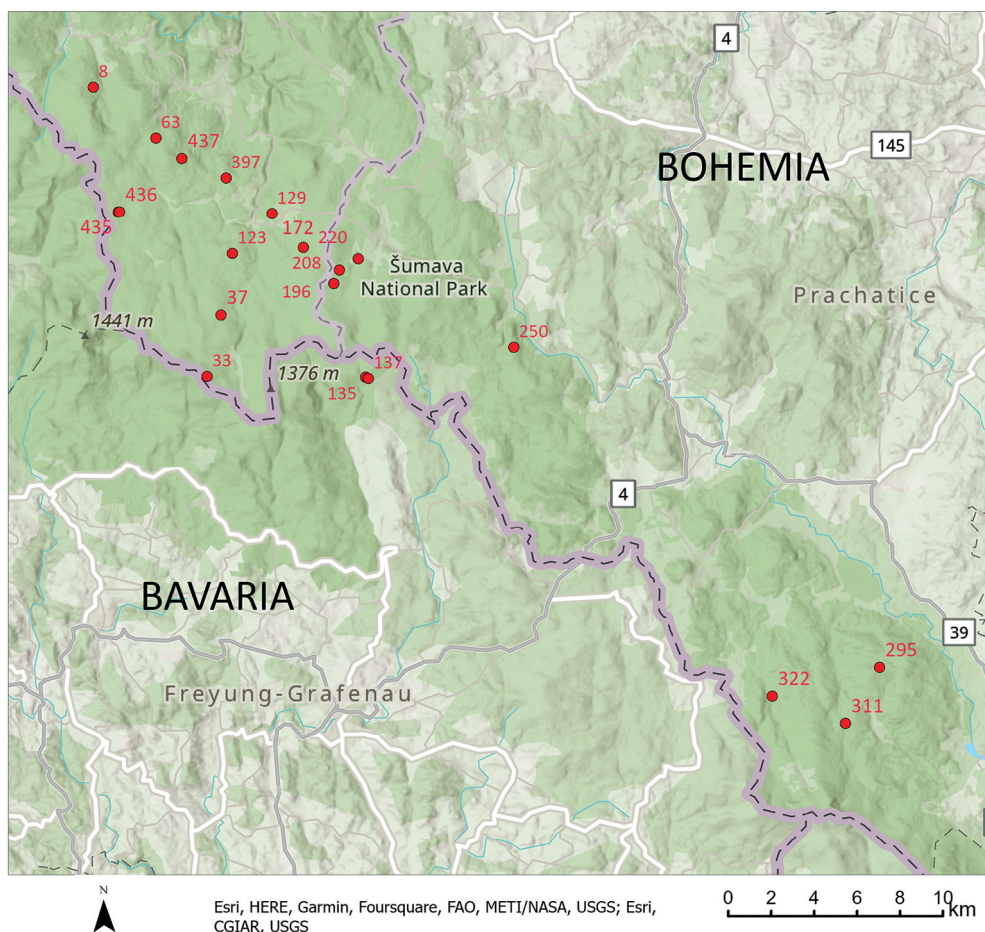 4
8
63
437
145
BOHEMIA
397
436
129
435
172
220
123
208
Šumava
National Park
196
Prachatice
37
1441 m
250
33
137
1376 m
135
4
BAVARIA
39
295
322
Freyung-Grafenau
311
N
0 2 4 6 8 10
km
Esri, HERE, Garmin, Foursquare, FAO, METI/NASA, USGS; Esri,
CGIAR, USGS